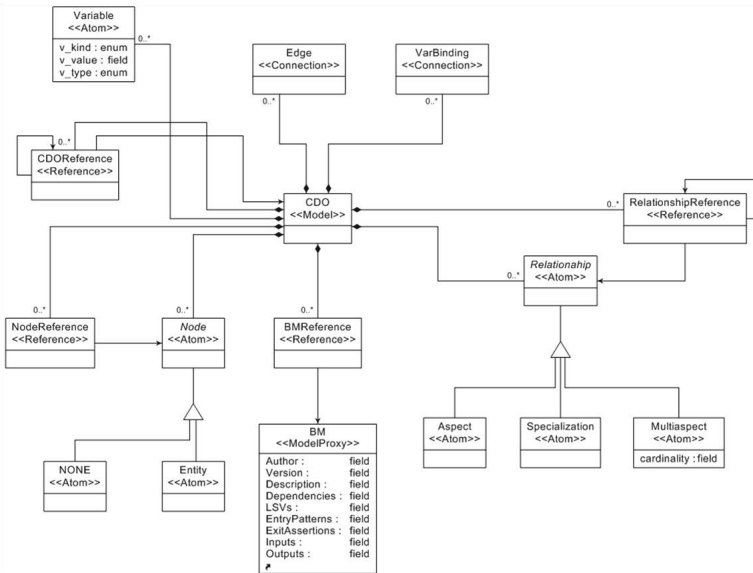 Variable
<<Atom>>
v_kind : enum
v_value : field
v_type : enum
0..*
Edge
<<Connection>>
0..*
VarBinding
<<Connection>>
0..*
0..*
CDOReference
<<Reference>>
CDO
<<Model>>
0..*
RelationshipReference
<<Reference>>
Relationahip
<<Atom>>
0..*
0..*
NodeReference
<<Reference>>
0..*
Node
<<Atom>>
0..*
BMReference
<<Reference>>
NONE
<<Atom>>
Entity
<<Atom>>
BM
<<ModelProxy>>
Author : field
Version : field
Description : field
Dependencies : field
LSVs : field
EntryPatterns : field
ExitAssertions : field
Inputs : field
Outputs : field
Aspect
<<Atom>>
Specialization
<<Atom>>
Multiaspect
<<Atom>>
cardinality : field